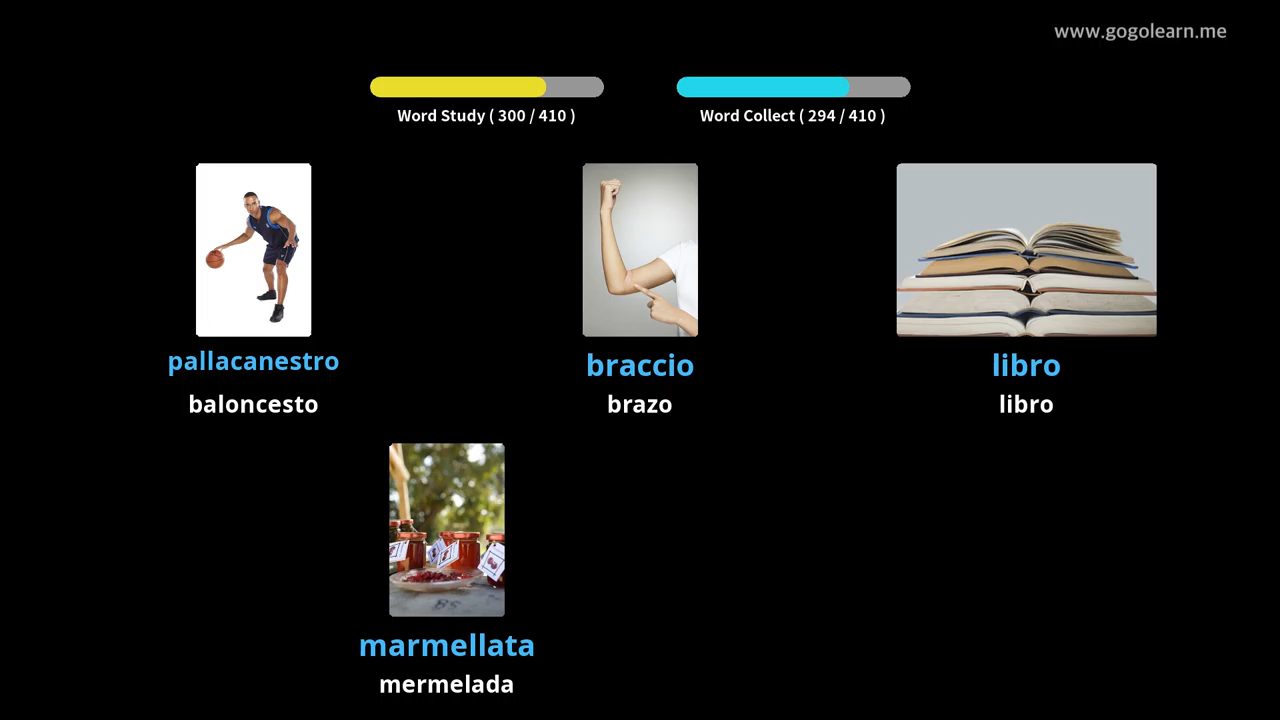 www.gogolearn.me
Word Study ( 300 / 410 )
Word Collect ( 294 / 410 )
pallacanestro
braccio
libro
baloncesto
brazo
libro
marmellata
mermelada